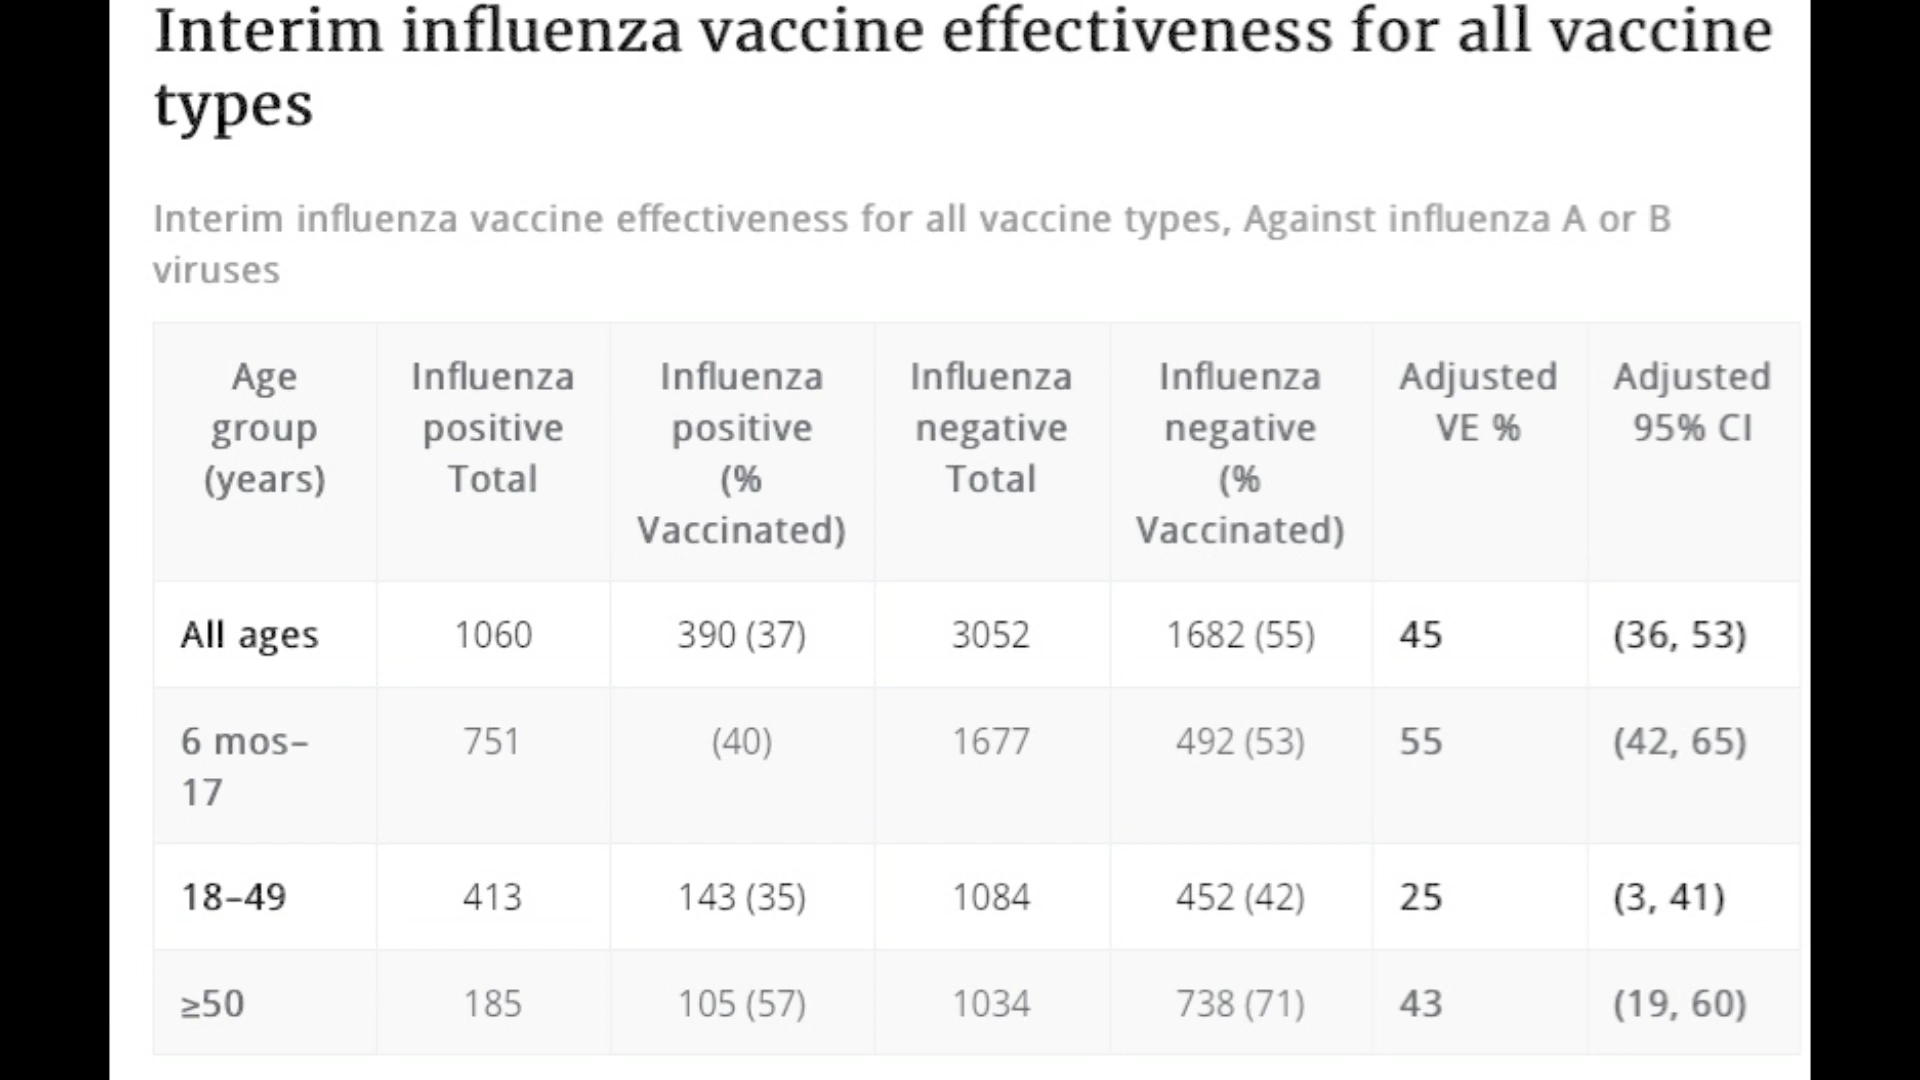 Interim influenza vaccine effectiveness for all vaccine
types
Interim influenza vaccine effectiveness for all vaccine types, Against influenza A or B
viruses
Age group (years) Influenza positive Total Influenza positive (% Vaccinated) Influenza negative Total Influenza negative (% Vaccinated) Adjusted VE % Adjusted 95% CI
All ages 1060 390 (37) 3052 1682 (55) 45 (36, 53)
6 mos–17 751 (40) 1677 492 (53) 55 (42, 65)
18–49 413 143 (35) 1084 452 (42) 25 (3, 41)
≥50 185 105 (57) 1034 738 (71) 43 (19, 60)